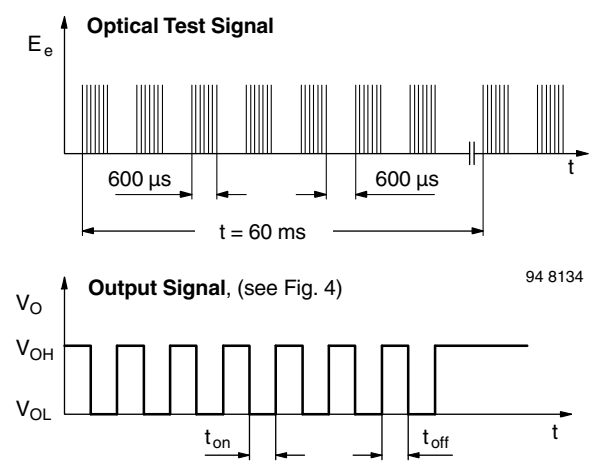 Optical Test Signal
E e
t
600 µs
600 µs
t = 60 ms
94 8134
Output Signal, (see Fig. 4)
V O
V OH
V OL
t on
t off
t